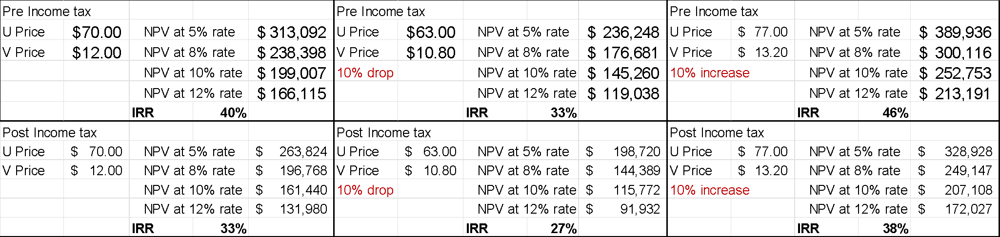 Pre Income tax
U Price $70.00 NPV at 5% rate $ 313,092
V Price $12.00 NPV at 8% rate $ 238,398
NPV at 10% rate $ 199,007
NPV at 12% rate $ 166,115
IRR 40%
Pre Income tax
U Price $63.00 NPV at 5% rate $ 236,248
V Price $10.80 NPV at 8% rate $ 176,681
10% drop NPV at 10% rate $ 145,260
NPV at 12% rate $ 119,038
IRR 33%
Pre Income tax
U Price $ 77.00 NPV at 5% rate $ 389,936
V Price $ 13.20 NPV at 8% rate $ 300,116
10% increase NPV at 10% rate $ 252,753
NPV at 12% rate $ 213,191
IRR 46%
Post Income tax
U Price $ 70.00 NPV at 5% rate $ 263,824
V Price $ 12.00 NPV at 8% rate $ 196,768
NPV at 10% rate $ 161,440
NPV at 12% rate $ 131,980
IRR 33%
Post Income tax
U Price $ 63.00 NPV at 5% rate $ 198,720
V Price $ 10.80 NPV at 8% rate $ 144,389
10% drop NPV at 10% rate $ 115,772
NPV at 12% rate $ 91,932
IRR 27%
Post Income tax
U Price $ 77.00 NPV at 5% rate $ 328,928
V Price $ 13.20 NPV at 8% rate $ 249,147
10% increase NPV at 10% rate $ 207,108
NPV at 12% rate $ 172,027
IRR 38%